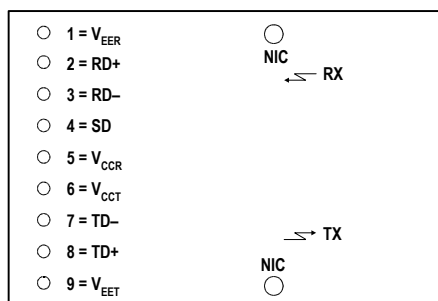 1 = VEER
NIC
2 = RD+
RX
3 = RD–
4 = SD
5 = VCCR
6 = VCCT
7 = TD–
TX
8 = TD+
NIC
9 = VEET